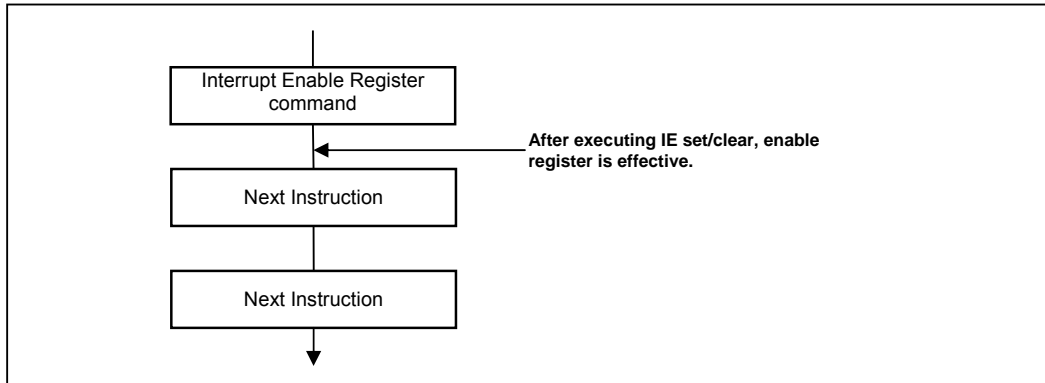 Interrupt Enable Register
command
After executing IE set/clear, enable
register is effective.
Next Instruction
Next Instruction